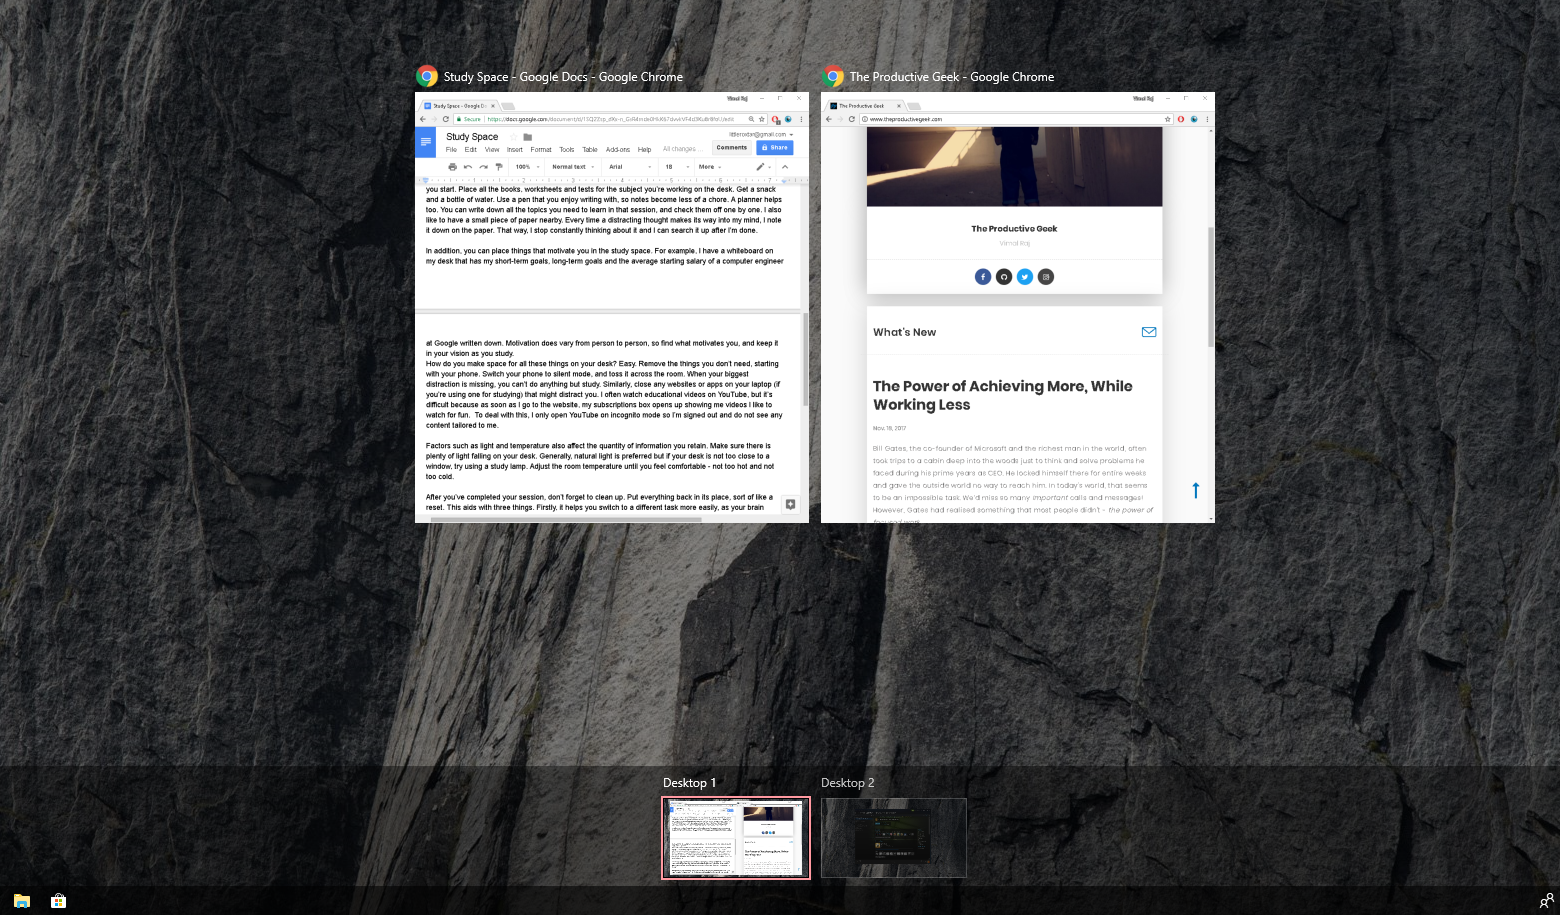 Study Space - Google Docs - Google Chrome
Study Space - Google Do
Secure
Study Space
File Edit View Insert Format Tools Table Add-ons Help All changes ...
Comments
Share
100% Normal text Arial 18 More
you start. Place all the books, worksheets and tests for the subject you're working on the desk. Get a snack
and a bottle of water. Use a pen that you enjoy writing with, so notes become less of a chore. A planner helps
too. You can write down all the topics you need to learn in that session, and check them off one by one. I also
like to have a small piece of paper nearby. Every time a distracting thought makes its way into my mind, I note
it down on the paper. That way, I stop constantly thinking about it and I can search it up after I'm done.
In addition, you can place things that motivate you in the study space. For example, I have a whiteboard on
my desk that has my short-term goals, long-term goals and the average starting salary of a computer engineer
at Google written down. Motivation does vary from person to person, so find what motivates you, and keep it
in your vision as you study.
How do you make space for all these things on your desk? Easy. Remove the things you don't need, starting
with your phone. Switch your phone to silent mode, and toss it across the room. When your biggest
distraction is missing, you can't do anything but study. Similarly, close any websites or apps on your laptop (if
you're using one for studying) that might distract you. I often watch educational videos on YouTube, but it's
difficult because as soon as I go to the website, my subscriptions box opens up showing me videos I like to
watch for fun. To deal with this, I only open YouTube on incognito mode so I'm signed out and do not see any
content tailored to me.
Factors such as light and temperature also affect the quantity of information you retain. Make sure there is
plenty of light falling on your desk. Generally, natural light is preferred but if your desk is not too close to a
window, try using a study lamp. Adjust the room temperature until you feel comfortable - not too hot and not
too cold.
After you've completed your session, don't forget to clean up. Put everything back in its place, sort of like a
reset. This aids with three things. Firstly, it helps you switch to a different task more easily, as your brain
The Productive Geek - Google Chrome
Vimal Raj
The Productive Geek
www.theproductivegeek.com
The Productive Geek
Vimal Raj
What's New
The Power of Achieving More, While
Working Less
Nov. 18, 2017
Bill Gates, the co-founder of Microsoft and the richest man in the world, often
took trips to a cabin deep into the woods just to think and solve problems he
faced during his prime years as CEO. He locked himself there for entire weeks
and gave the outside world no way to reach him. In today's world, that seems
to be an impossible task. We'd miss so many important calls and messages!
However, Gates had realised something that most people didn't - the power of
Desktop 1
Desktop 2